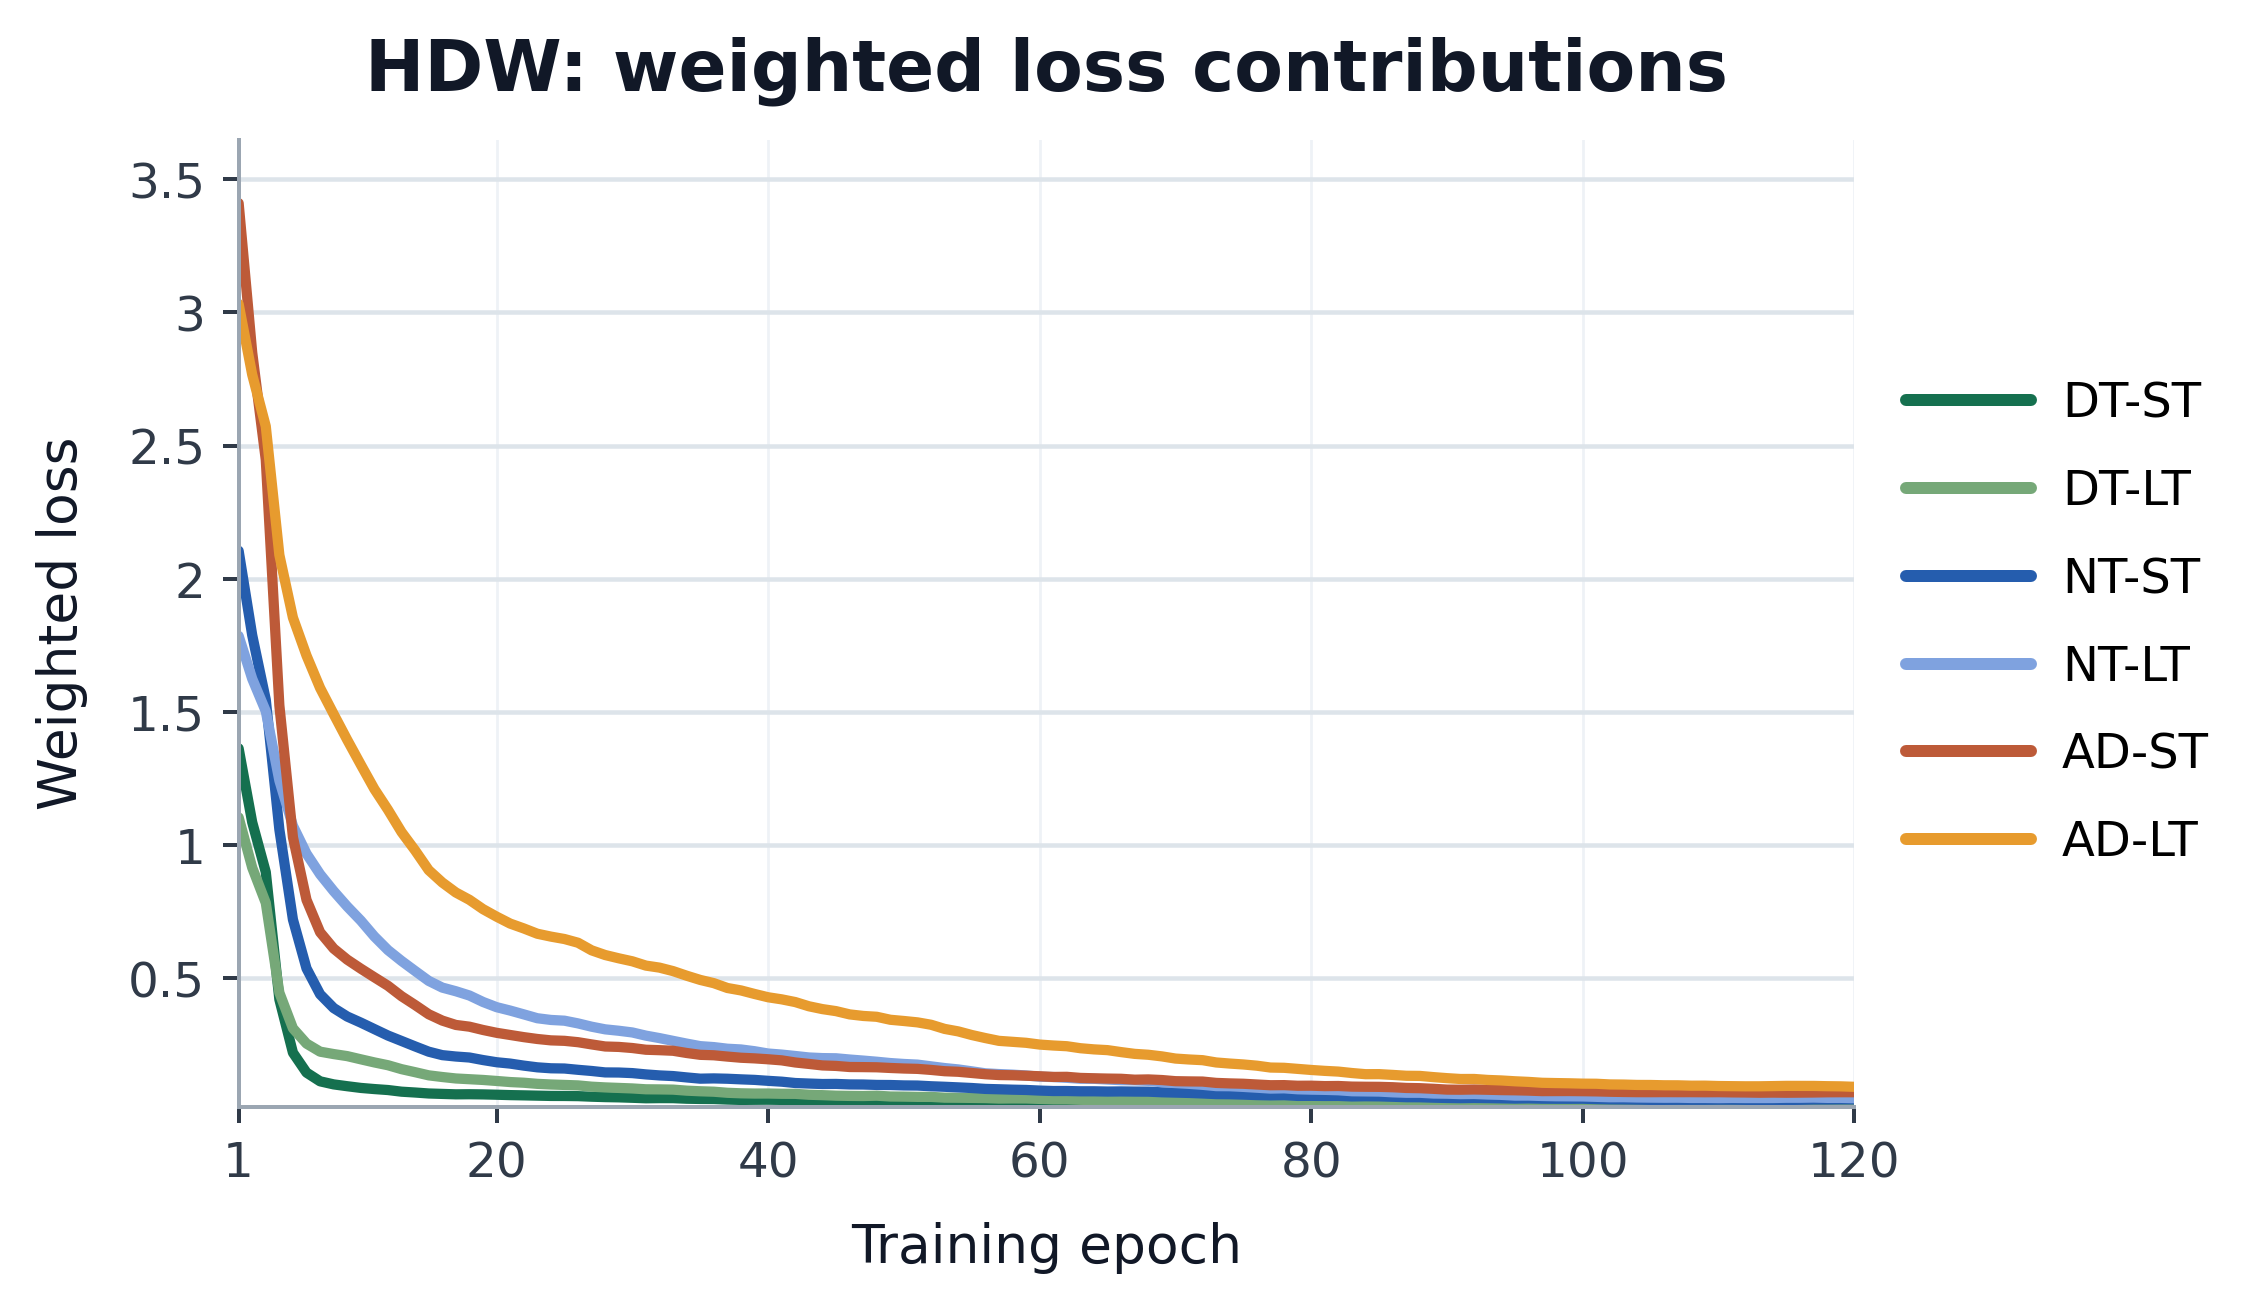 HDW: weighted loss contributions
Weighted loss
3.5
3
2.5
2
1.5
1
0.5
1 20 40 60 80 100 120
Training epoch
DT-ST
DT-LT
NT-ST
NT-LT
AD-ST
AD-LT